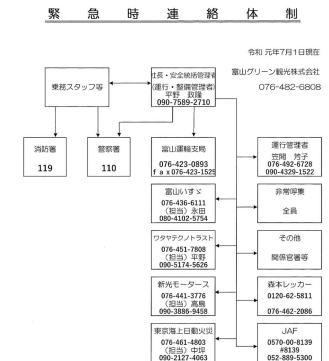 緊急時連絡体制
令和 元年7月1日現在
富山グリーン観光株式会社
076-482-6808
乗務スタッフ等
社長・安全統括管理者
(運行・整備管理者)
平野 政隆
090-7589-2710
消防署
119
警察署
110
富山運輸支局
076-423-0893
fax076-423-1525
運行管理者
笠間 芳子
076-492-6728
090-4329-1522
富山いすゞ
076-436-6111
(担当)永田
080-4102-5754
非常呼集
全員
ワタヤテクノトラスト
076-451-7808
(担当)平野
090-5174-5626
その他
関係官署等
新光モータース
076-441-3776
(担当)高島
090-3886-9458
森本レッカー
0120-62-5811
076-462-2086
東京海上日動火災
076-461-4803
(担当)中坪
090-2127-4063
JAF
0570-00-8139
#8139
052-889-5300